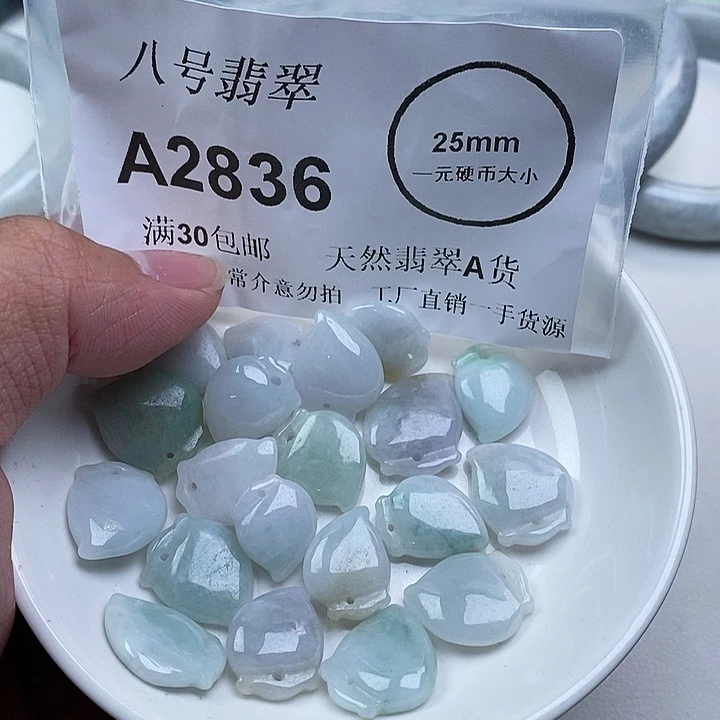 八号翡翠
25mm
一元硬币大小
A2836
满30包邮
天然翡翠A货
常介意勿拍
工厂直销一手货源